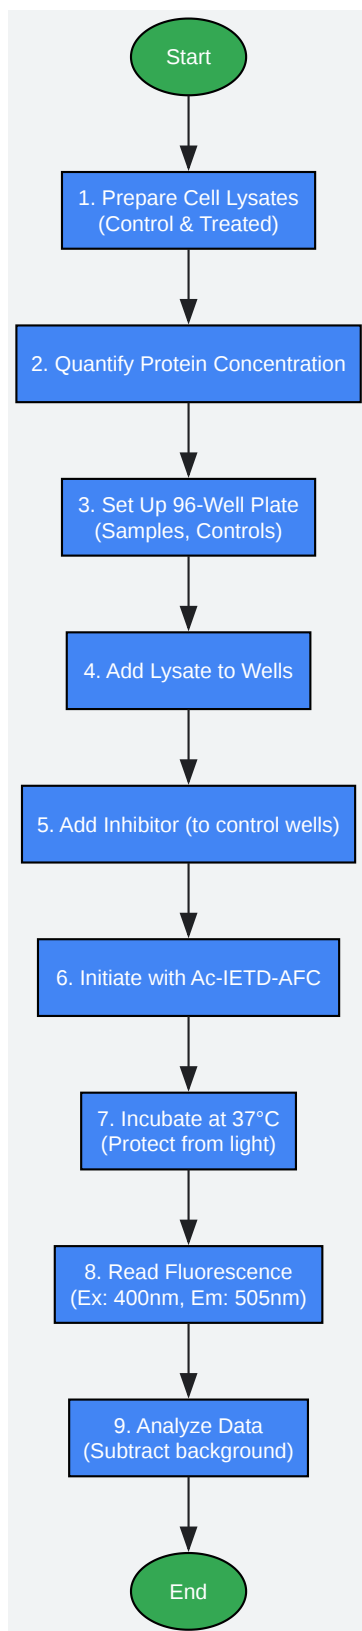 Start
1. Prepare Cell Lysates
(Control & Treated)
2. Quantify Protein Concentration
3. Set Up 96-Well Plate
(Samples, Controls)
4. Add Lysate to Wells
5. Add Inhibitor (to control wells)
6. Initiate with Ac-IETD-AFC
7. Incubate at 37°C
(Protect from light)
8. Read Fluorescence
(Ex: 400nm, Em: 505nm)
9. Analyze Data
(Subtract background)
End